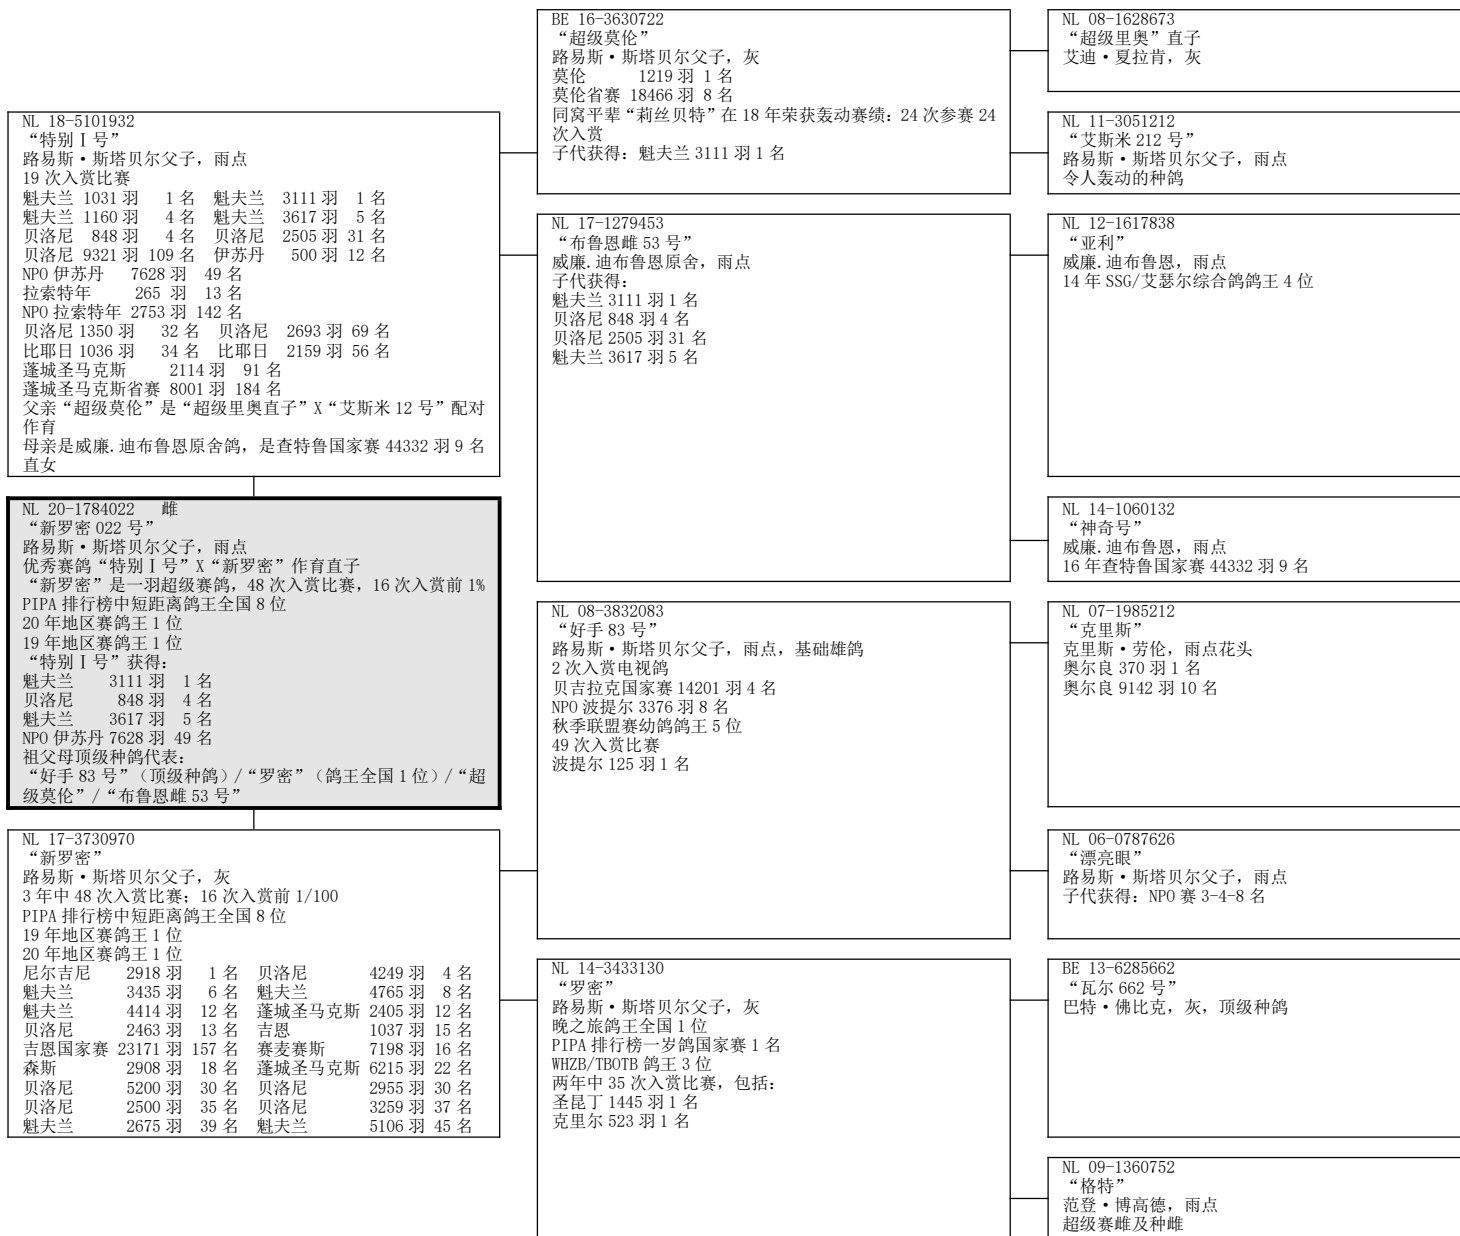 NL 18-5101932
“特别Ⅰ号”
路易斯·斯塔贝尔父子，雨点
19 次入赏比赛
魁夫兰 1031 羽 1 名 魁夫兰 3111 羽 1 名
魁夫兰 1160 羽 4 名 魁夫兰 3617 羽 5 名
贝洛尼 848 羽 4 名 贝洛尼 2505 羽 31 名
贝洛尼 9321 羽 109 名 伊苏丹 500 羽 12 名
NPO 伊苏丹 7628 羽 49 名
拉索特年 265 羽 13 名
NPO 拉索特年 2753 羽 142 名
贝洛尼 1350 羽 32 名 贝洛尼 2693 羽 69 名
比耶日 1036 羽 34 名 比耶日 2159 羽 56 名
蓬城圣马克斯 2114 羽 91 名
蓬城圣马克斯省赛 8001 羽 184 名
父亲“超级莫伦”是“超级里奥直子”X“艾斯米 12 号”配对
作育
母亲是威廉.迪布鲁恩原舍鸽，是查特鲁国家赛 44332 羽 9 名
直女
NL 20-1784022 雌
“新罗密 022 号”
路易斯·斯塔贝尔父子，雨点
优秀赛鸽“特别Ⅰ号”X“新罗密”作育直子
“新罗密”是一羽超级赛鸽，48 次入赏比赛，16 次入赏前 1%
PIPA 排行榜中短距离鸽王全国 8 位
20 年地区赛鸽王 1 位
19 年地区赛鸽王 1 位
“特别Ⅰ号”获得：
魁夫兰 3111 羽 1 名
贝洛尼 848 羽 4 名
魁夫兰 3617 羽 5 名
NPO 伊苏丹 7628 羽 49 名
祖父母顶级种鸽代表：
“好手 83 号”（顶级种鸽）/“罗密”（鸽王全国 1 位）/“超
级莫伦”/“布鲁恩雌 53 号”
NL 17-3730970
“新罗密”
路易斯·斯塔贝尔父子，灰
3 年中 48 次入赏比赛；16 次入赏前 1/100
PIPA 排行榜中短距离鸽王全国 8 位
19 年地区赛鸽王 1 位
20 年地区赛鸽王 1 位
尼尔吉尼 2918 羽 1 名 贝洛尼 4249 羽 4 名
魁夫兰 3435 羽 6 名 魁夫兰 4765 羽 8 名
魁夫兰 4414 羽 12 名 蓬城圣马克斯 2405 羽 12 名
贝洛尼 2463 羽 13 名 吉恩 1037 羽 15 名
吉恩国家赛 23171 羽 157 名 赛麦赛斯 7198 羽 16 名
森斯 2908 羽 18 名 蓬城圣马克斯 6215 羽 22 名
贝洛尼 5200 羽 30 名 贝洛尼 2955 羽 30 名
贝洛尼 2500 羽 35 名 贝洛尼 3259 羽 37 名
魁夫兰 2675 羽 39 名 魁夫兰 5106 羽 45 名
BE 16-3630722
“超级莫伦”
路易斯·斯塔贝尔父子，灰
莫伦 1219 羽 1 名
莫伦省赛 18466 羽 8 名
同窝平辈“莉丝贝特”在 18 年荣获轰动赛绩：24 次参赛 24
次入赏
子代获得：魁夫兰 3111 羽 1 名
NL 17-1279453
“布鲁恩雌 53 号”
威廉.迪布鲁恩原舍，雨点
子代获得：
魁夫兰 3111 羽 1 名
贝洛尼 848 羽 4 名
贝洛尼 2505 羽 31 名
魁夫兰 3617 羽 5 名
NL 08-3832083
“好手 83 号”
路易斯·斯塔贝尔父子，雨点，基础雄鸽
2 次入赏电视鸽
贝吉拉克国家赛 14201 羽 4 名
NPO 波提尔 3376 羽 8 名
秋季联盟赛幼鸽鸽王 5 位
49 次入赏比赛
波提尔 125 羽 1 名
NL 14-3433130
“罗密”
路易斯·斯塔贝尔父子，灰
晚之旅鸽王全国 1 位
PIPA 排行榜一岁鸽国家赛 1 名
WHZB/TBOTB 鸽王 3 位
两年中 35 次入赏比赛，包括：
圣昆丁 1445 羽 1 名
克里尔 523 羽 1 名
NL 08-1628673
“超级里奥”直子
艾迪·夏拉肯，灰
NL 11-3051212
“艾斯米 212 号”
路易斯·斯塔贝尔父子，雨点
令人轰动的种鸽
NL 12-1617838
“亚利”
威廉.迪布鲁恩，雨点
14 年 SSG/艾瑟尔综合鸽鸽王 4 位
NL 14-1060132
“神奇号”
威廉.迪布鲁恩，雨点
16 年查特鲁国家赛 44332 羽 9 名
NL 07-1985212
“克里斯”
克里斯·劳伦，雨点花头
奥尔良 370 羽 1 名
奥尔良 9142 羽 10 名
NL 06-0787626
“漂亮眼”
路易斯·斯塔贝尔父子，雨点
子代获得：NPO 赛 3-4-8 名
BE 13-6285662
“瓦尔 662 号”
巴特·佛比克，灰，顶级种鸽
NL 09-1360752
“格特”
范登·博高德，雨点
超级赛雌及种雌